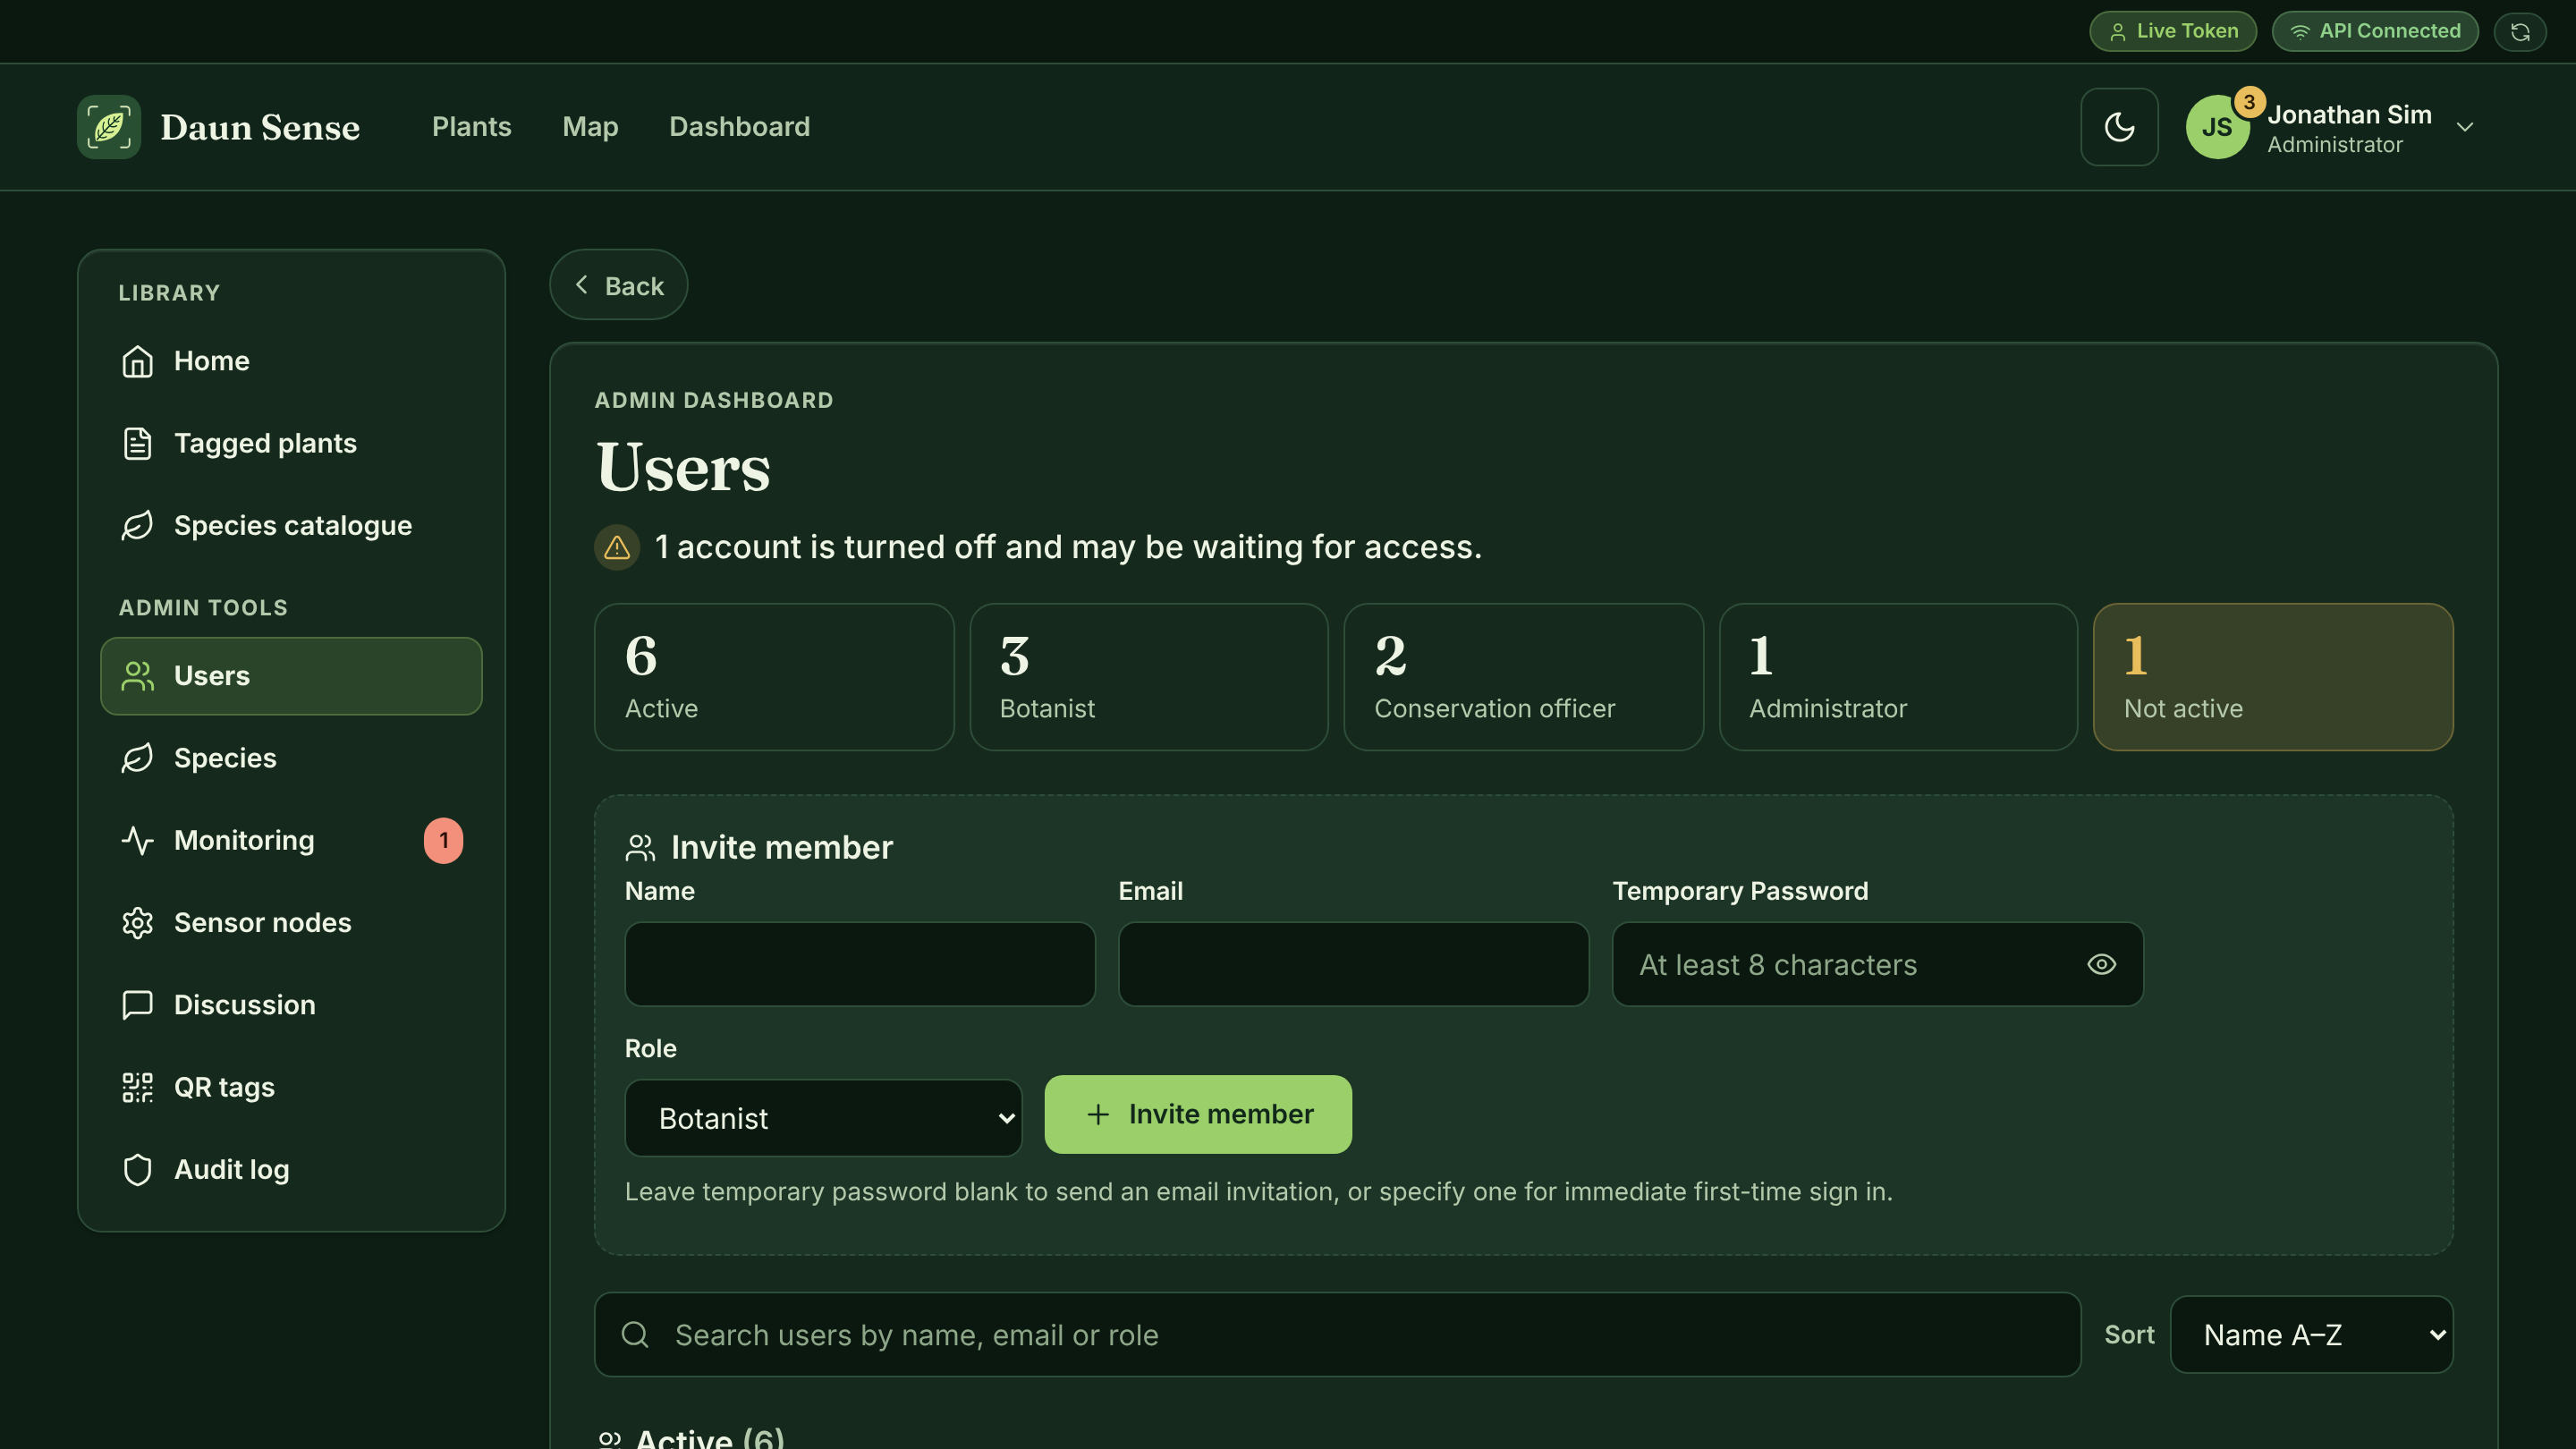 Live Token
API Connected
Daun Sense
Plants
Map
Dashboard
JS
3
Jonathan Sim
Administrator
LIBRARY
Home
Tagged plants
Species catalogue
ADMIN TOOLS
Users
Species
Monitoring
1
Sensor nodes
Discussion
QR tags
Audit log
Back
ADMIN DASHBOARD
Users
1 account is turned off and may be waiting for access.
6
Active
3
Botanist
2
Conservation officer
1
Administrator
1
Not active
Invite member
Name
Email
Temporary Password
At least 8 characters
Role
Botanist
Invite member
Leave temporary password blank to send an email invitation, or specify one for immediate first-time sign in.
Search users by name, email or role
Sort
Name A–Z
Active (6)